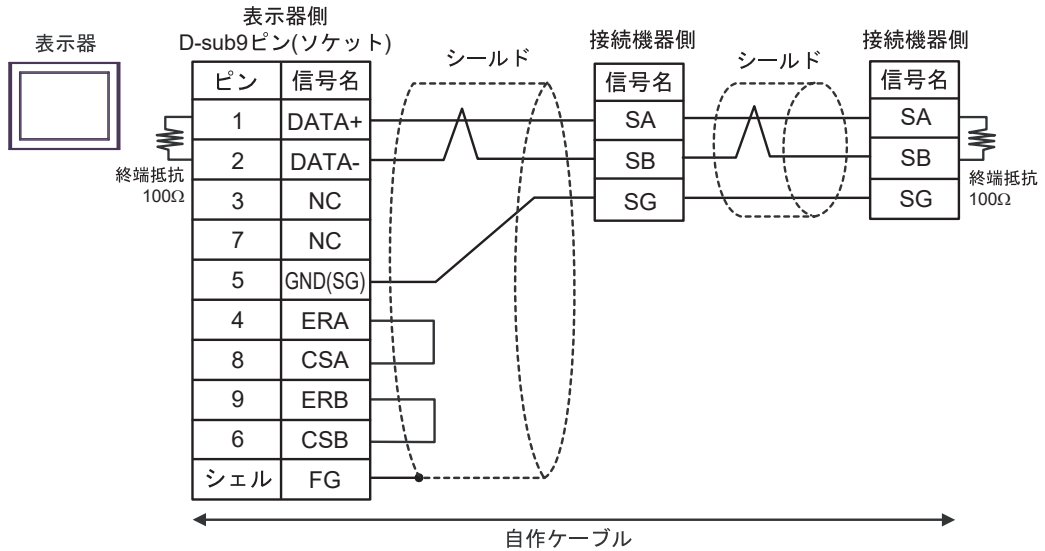 表示器
表示器側
D-sub9ピン(ソケット)
ピン 信号名
1 DATA+
2 DATA-
3 NC
7 NC
5 GND(SG)
4 ERA
8 CSA
9 ERB
6 CSB
シェル FG
終端抵抗
100Ω
シールド
接続機器側
信号名
SA
SB
SG
シールド
接続機器側
信号名
SA
SB
SG
終端抵抗
100Ω
自作ケーブル